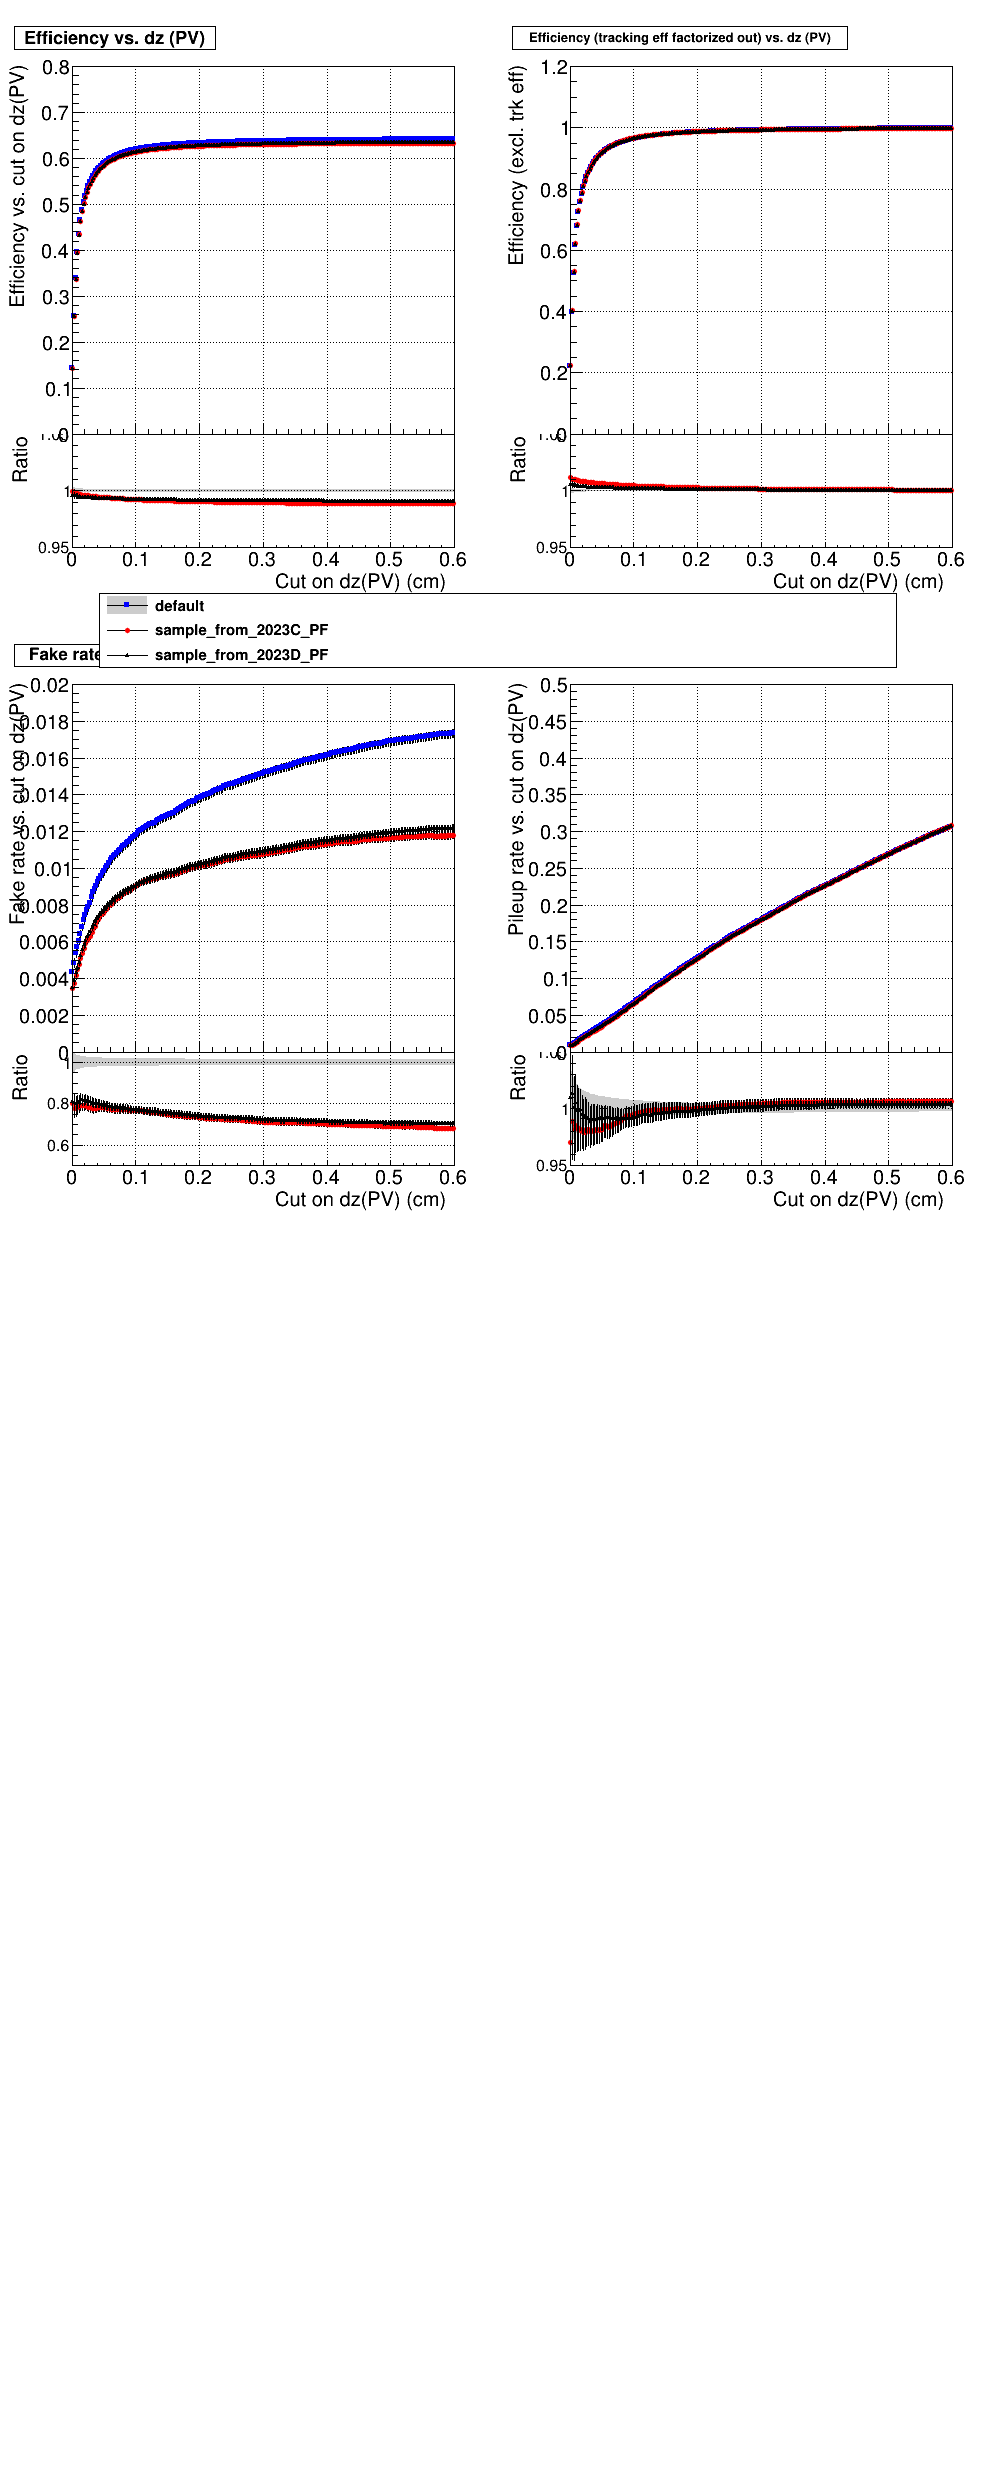 Efficiency vs. dz (PV)
Efficiency vs. cut on dz(PV)
0.8
0.7
0.6
0.5
0.4
0.3
0.2
0.1
0
Ratio
1
0.95
0 0.1 0.2 0.3 0.4 0.5 0.6
Cut on dz(PV) (cm)
Efficiency (tracking eff factorized out) vs. dz (PV)
Efficiency (excl. trk eff)
1.2
1
0.8
0.6
0.4
0.2
0
Ratio
1
0.95
0 0.1 0.2 0.3 0.4 0.5 0.6
Cut on dz(PV) (cm)
default
sample_from_2023C_PF
sample_from_2023D_PF
Fake rate
Fake rate vs. cut on dz(PV)
0.02
0.018
0.016
0.014
0.012
0.01
0.008
0.006
0.004
0.002
0
Ratio
1
0.8
0.6
0 0.1 0.2 0.3 0.4 0.5 0.6
Cut on dz(PV) (cm)
Pileup rate vs. cut on dz(PV)
0.5
0.45
0.4
0.35
0.3
0.25
0.2
0.15
0.1
0.05
0
Ratio
1
0.95
0 0.1 0.2 0.3 0.4 0.5 0.6
Cut on dz(PV) (cm)